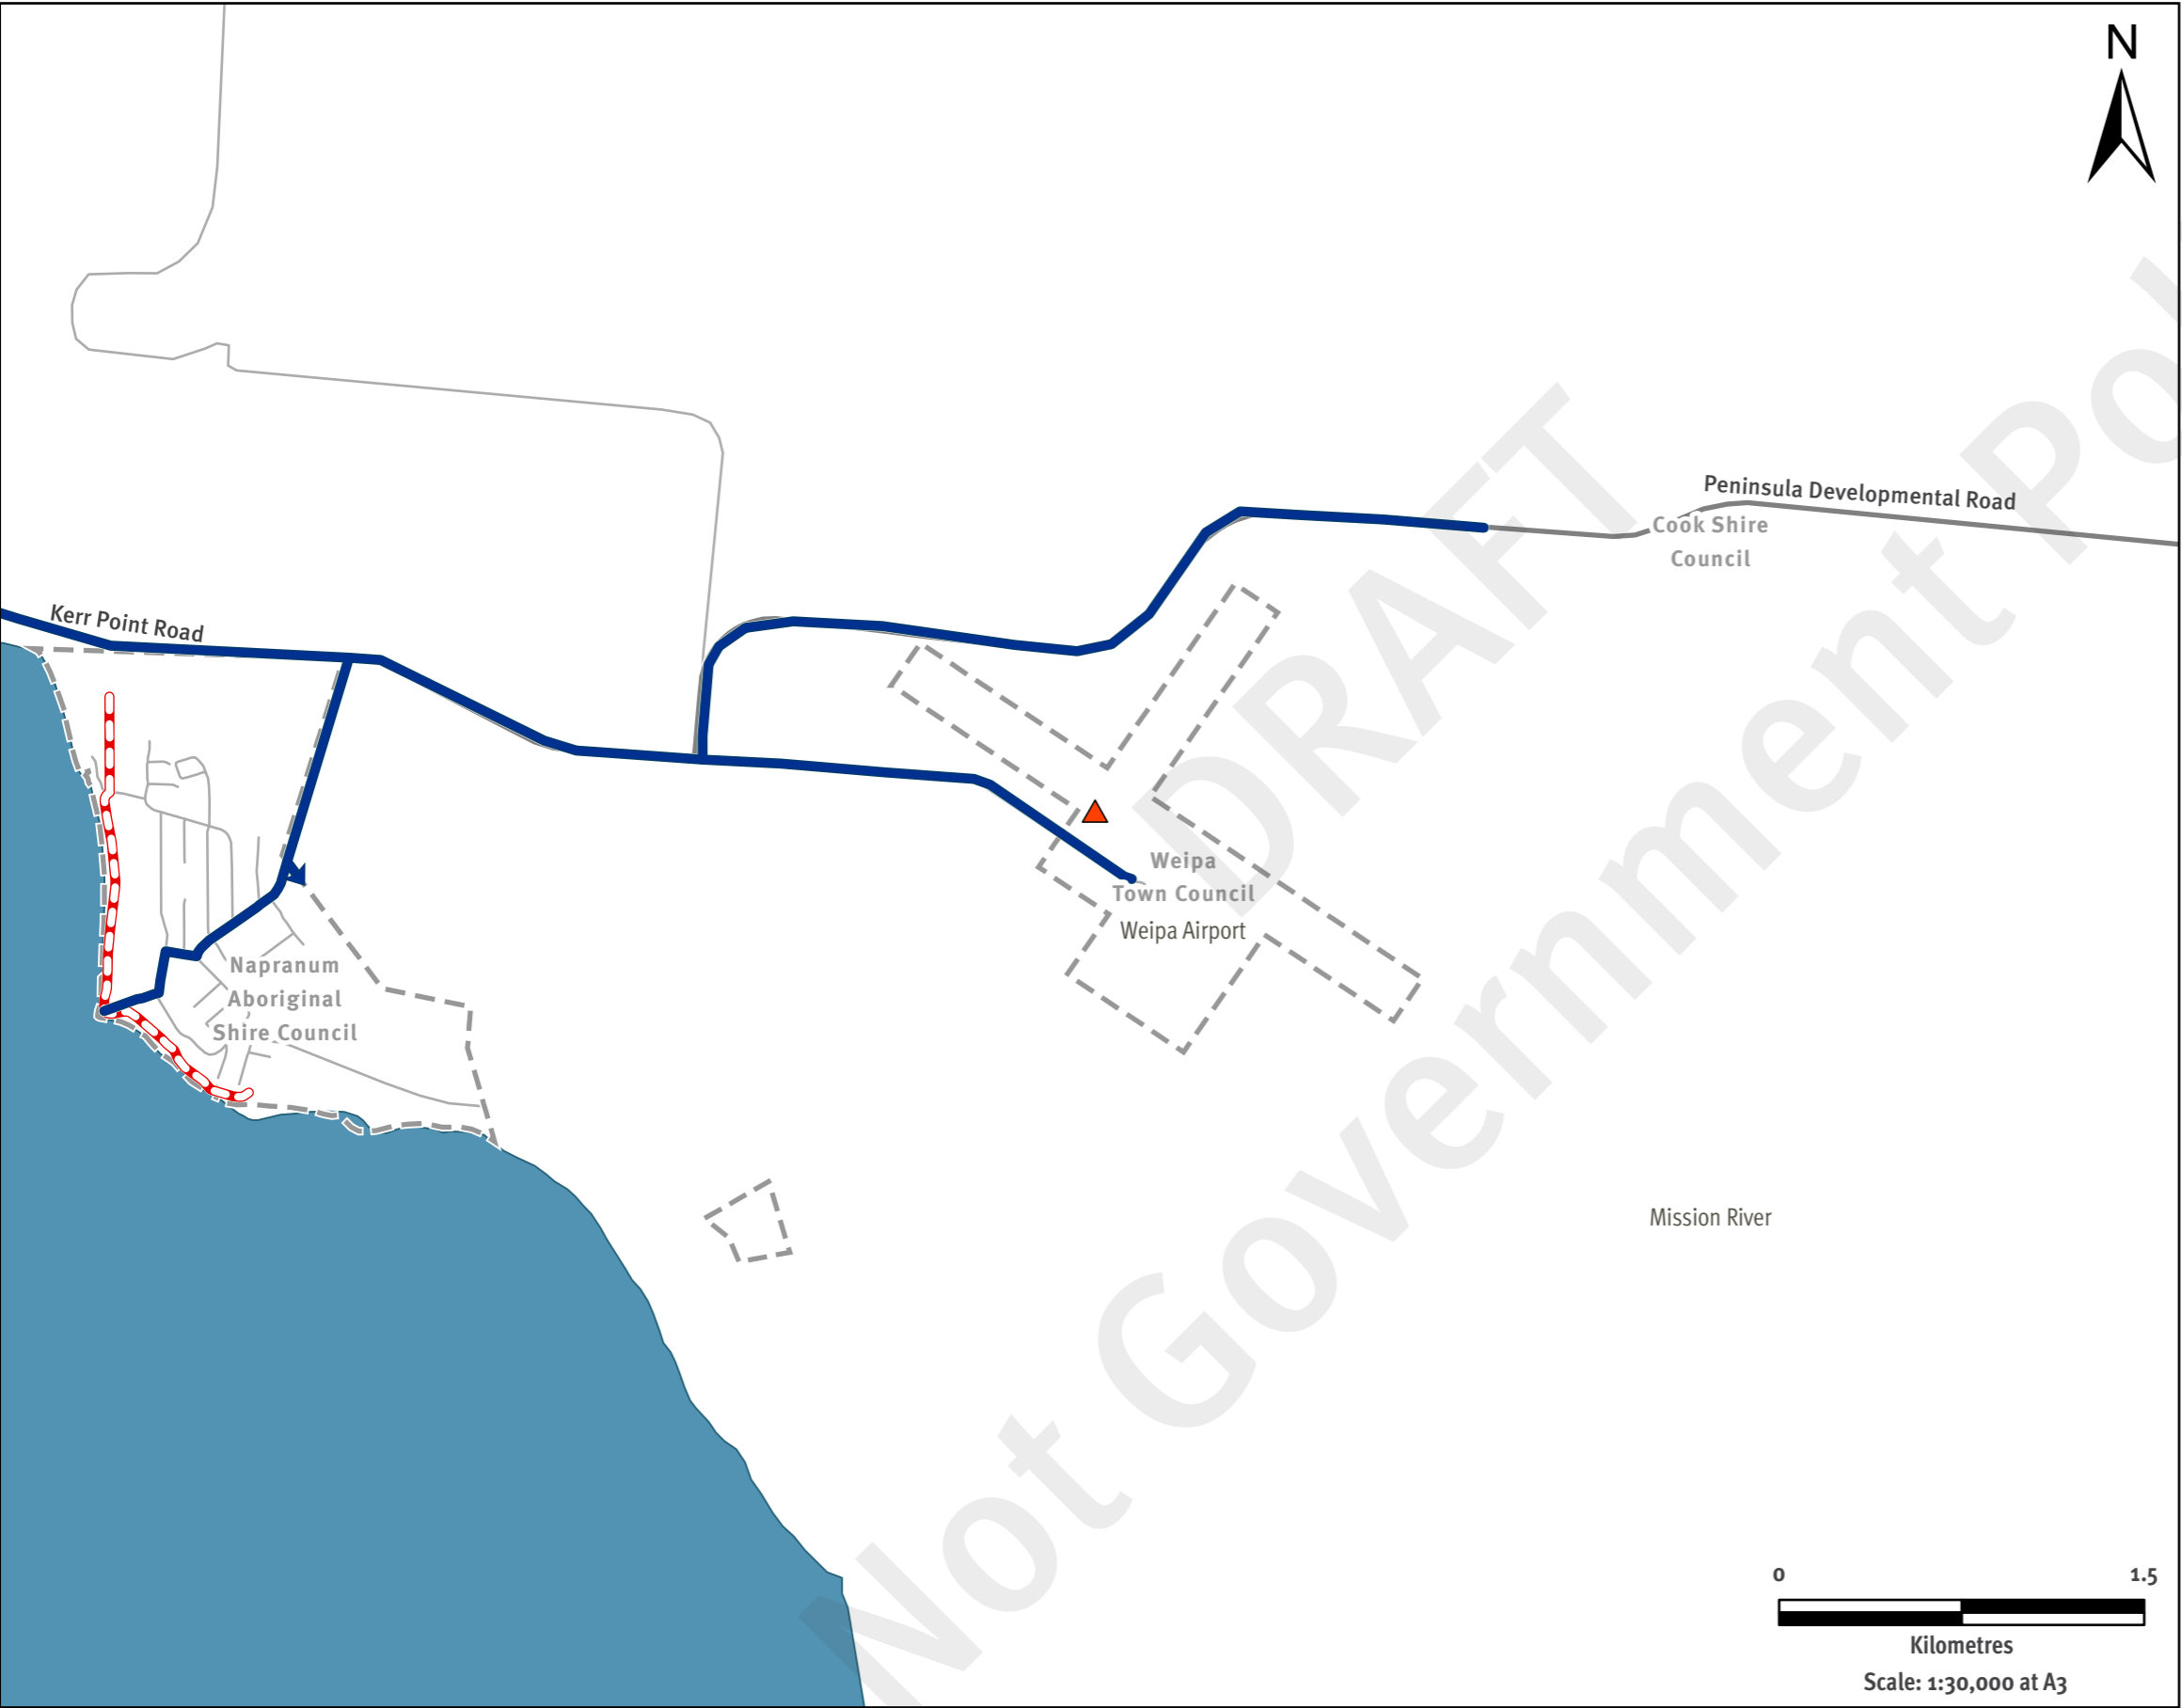 N
Peninsula Developmental Road
Cook Shire
Council
Kerr Point Road
Weipa
Town Council
Weipa Airport
Napranum
Aboriginal
Shire Council
Mission River
DRAFT
Not Government
0 1.5
Kilometres
Scale: 1:30,000 at A3